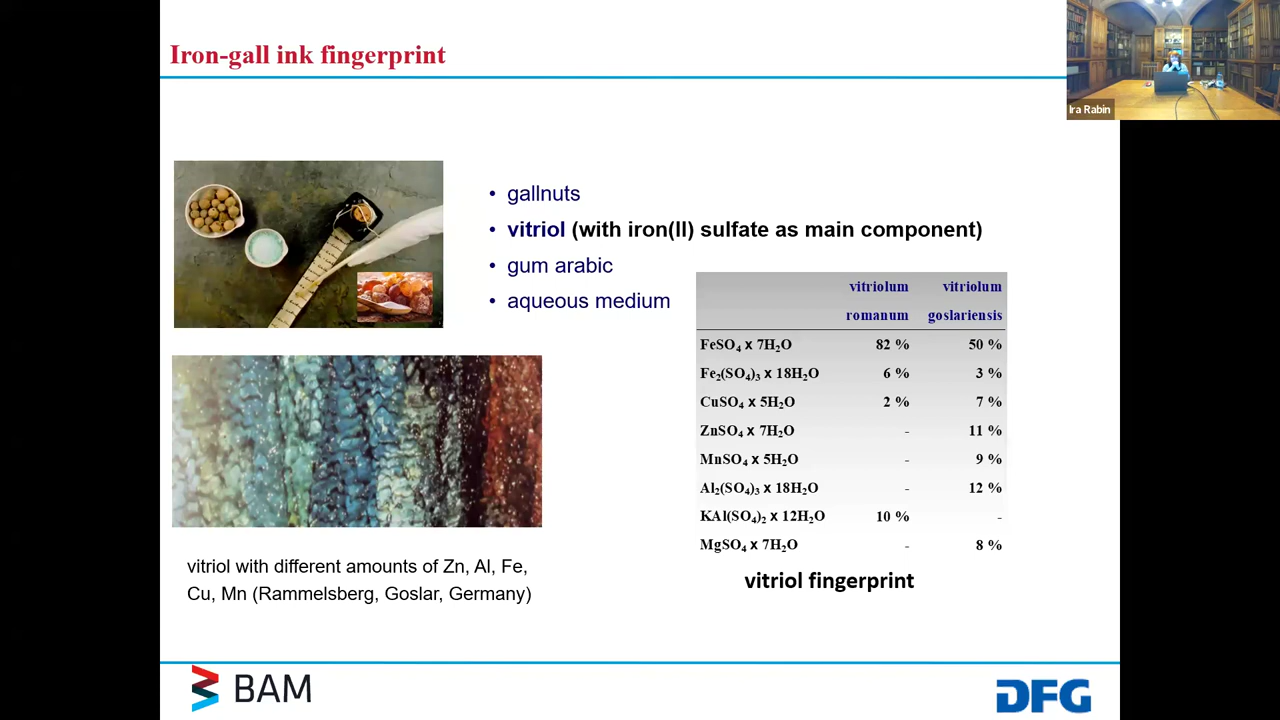 Iron-gall ink fingerprint
Ira Rabin
• gallnuts
• vitriol (with iron(II) sulfate as main component)
• gum arabic
• aqueous medium
vitriolum vitriolum
romanum goslariensis
FeSO₄ x 7H₂O 82 % 50 %
Fe₂(SO₄)₃ x 18H₂O 6 % 3 %
CuSO₄ x 5H₂O 2 % 7 %
ZnSO₄ x 7H₂O - 11 %
MnSO₄ x 5H₂O - 9 %
Al₂(SO₄)₃ x 18H₂O - 12 %
KAl(SO₄)₂ x 12H₂O 10 % -
MgSO₄ x 7H₂O - 8 %
vitriol fingerprint
vitriol with different amounts of Zn, Al, Fe,
Cu, Mn (Rammelsberg, Goslar, Germany)
BAM
DFG